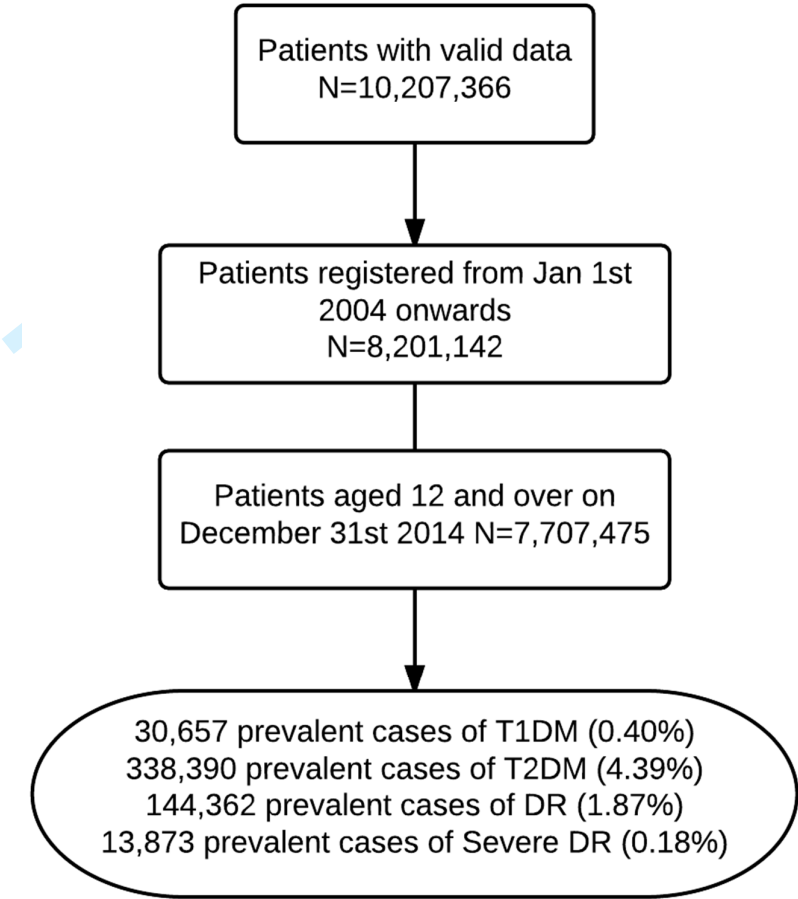 Patients with valid data
N=10,207,366
Patients registered from Jan 1st
2004 onwards
N=8,201,142
Patients aged 12 and over on
December 31st 2014 N=7,707,475
30,657 prevalent cases of T1DM (0.40%)
338,390 prevalent cases of T2DM (4.39%)
144,362 prevalent cases of DR (1.87%)
13,873 prevalent cases of Severe DR (0.18%)